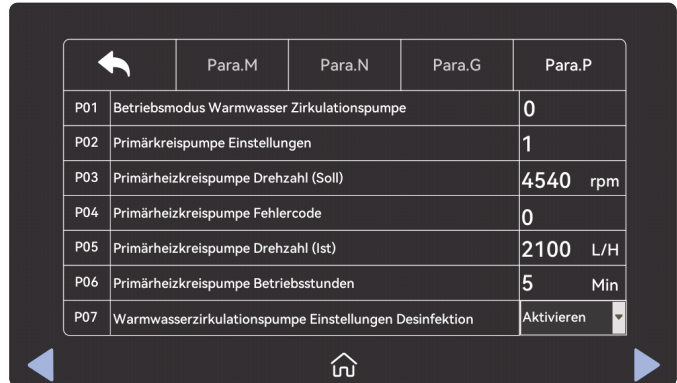 Para.M Para.N Para.G Para.P
P01 Betriebsmodus Warmwasser Zirkulationspumpe 0
P02 Primärkreispumpe Einstellungen 1
P03 Primärheizkreispumpe Drehzahl (Soll) 4540 rpm
P04 Primärheizkreispumpe Fehlercode 0
P05 Primärheizkreispumpe Drehzahl (Ist) 2100 L/H
P06 Primärheizkreispumpe Betriebsstunden 5 Min
P07 Warmwasserzirkulationspumpe Einstellungen Desinfektion Aktivieren